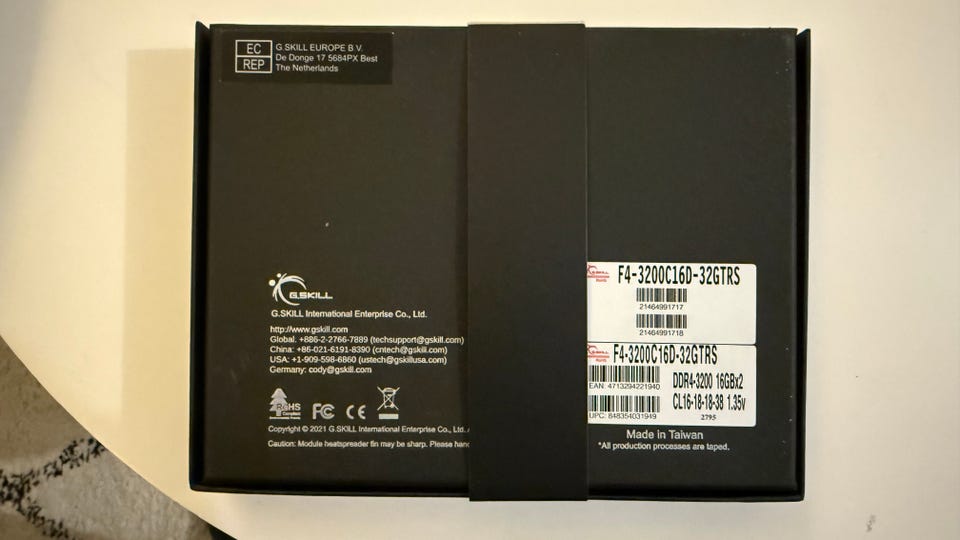 EC
REP
G.SKILL EUROPE B.V.
De Donge 17 5684PX Best
The Netherlands
G.SKILL
G.SKILL International Enterprise Co., Ltd.
http://www.gskill.com
Global: +886-2-2766-7889 (techsupport@gskill.com)
China: +86-021-6191-8390 (cntech@gskill.com)
USA: +1-909-598-6860 (ustech@gskillusa.com)
Germany: cody@gskill.com
RoHS
Compliant
FC CE
Copyright © 2021 G.SKILL International Enterprise Co., Ltd.
Caution: Module heatspreader fin may be sharp. Please
G.SKILL
RoHS
F4-3200C16D-32GTRS
21464991717
21464991718
G.SKILL
RoHS
F4-3200C16D-32GTRS
EAN: 4713294221940
DDR4-3200 16GBx2
CL16-18-18-38 1.35v
UPC: 848354031949
2795
Made in Taiwan
*All production processes are taped.